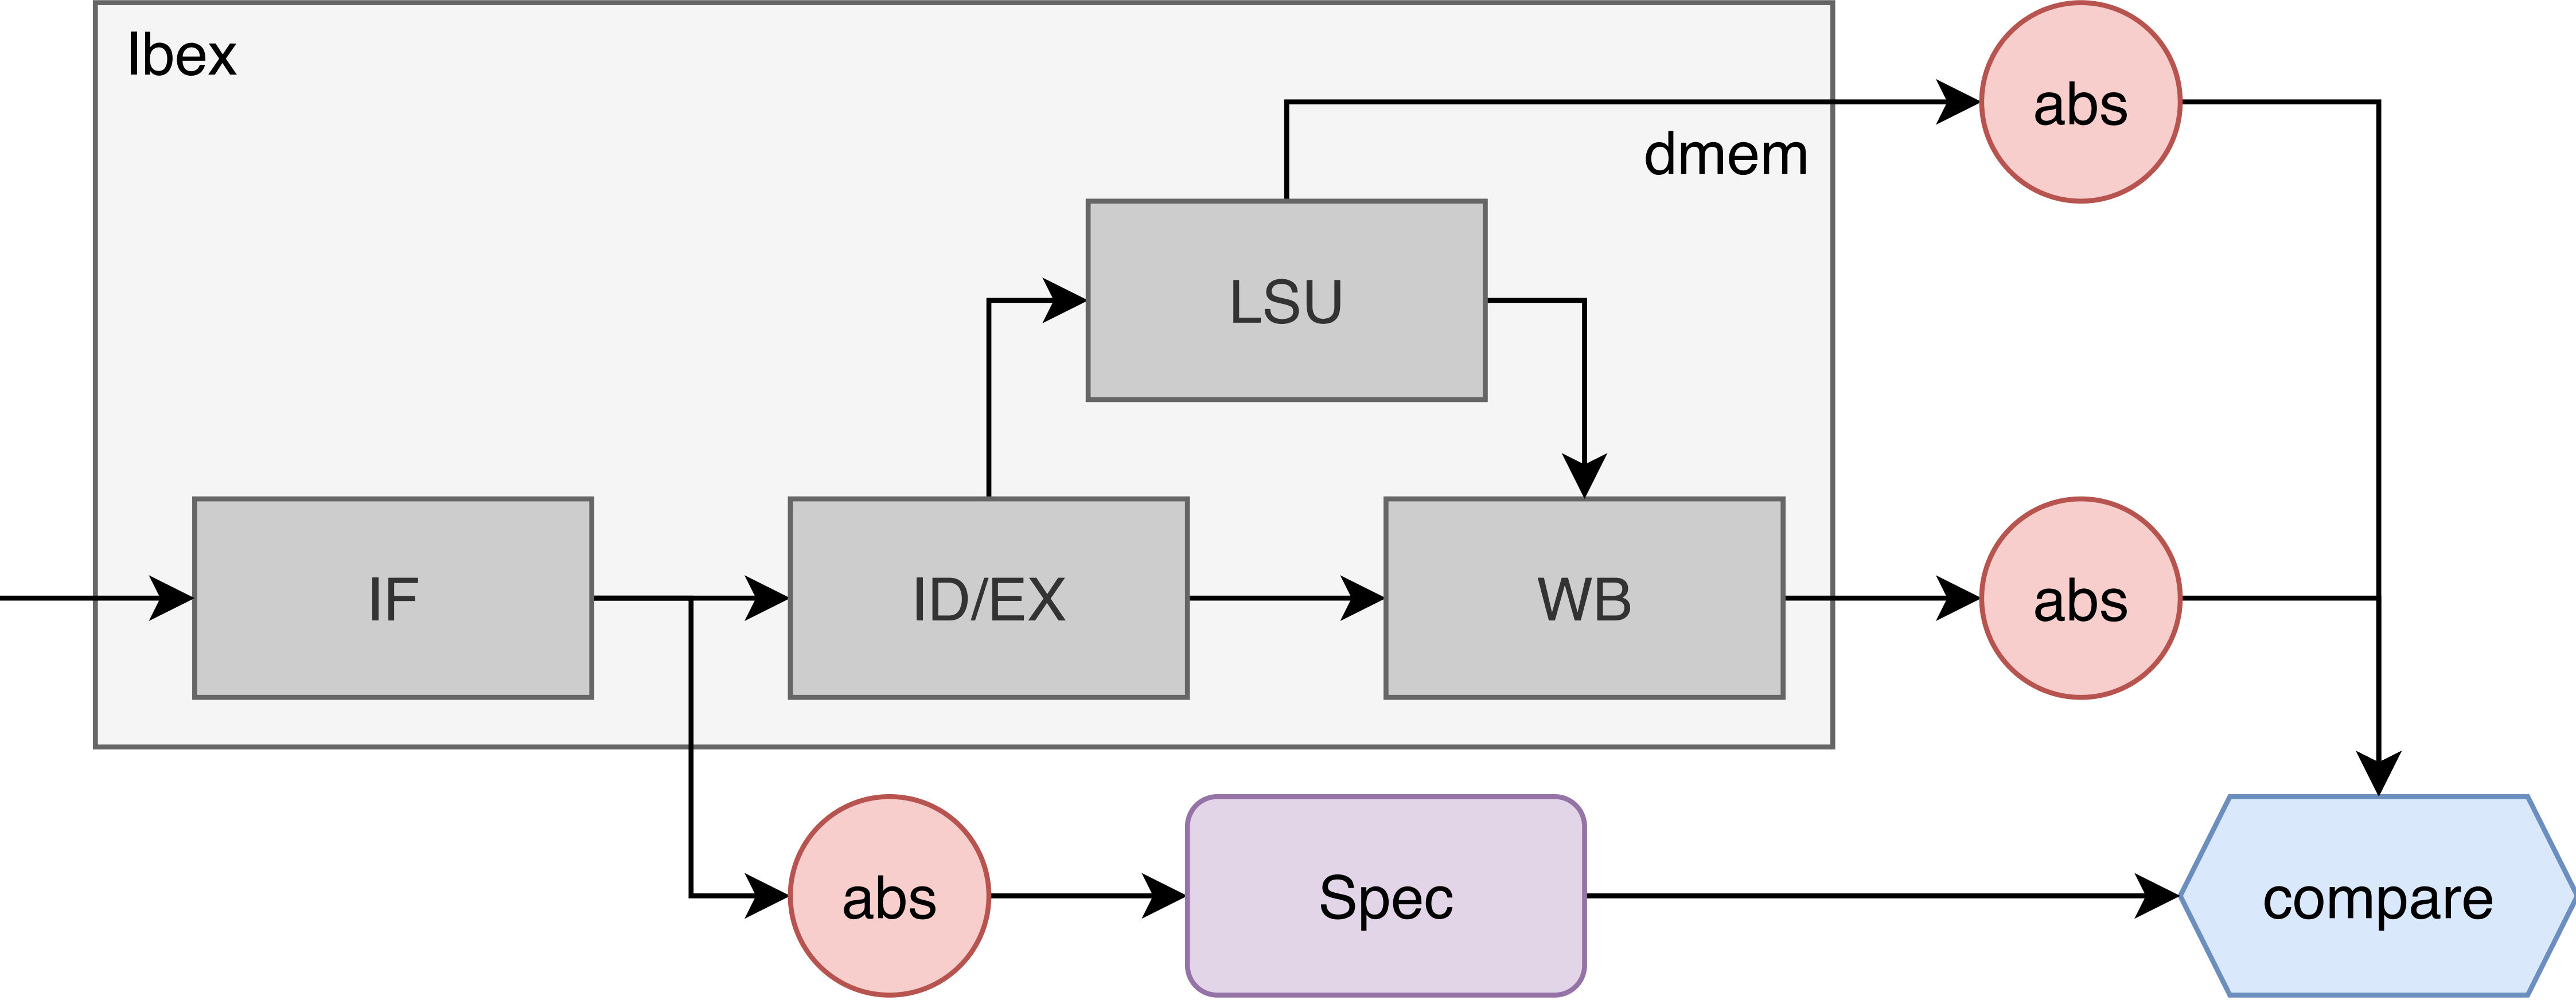 Ibex
abs
dmem
LSU
IF
ID/EX
WB
abs
abs
Spec
compare